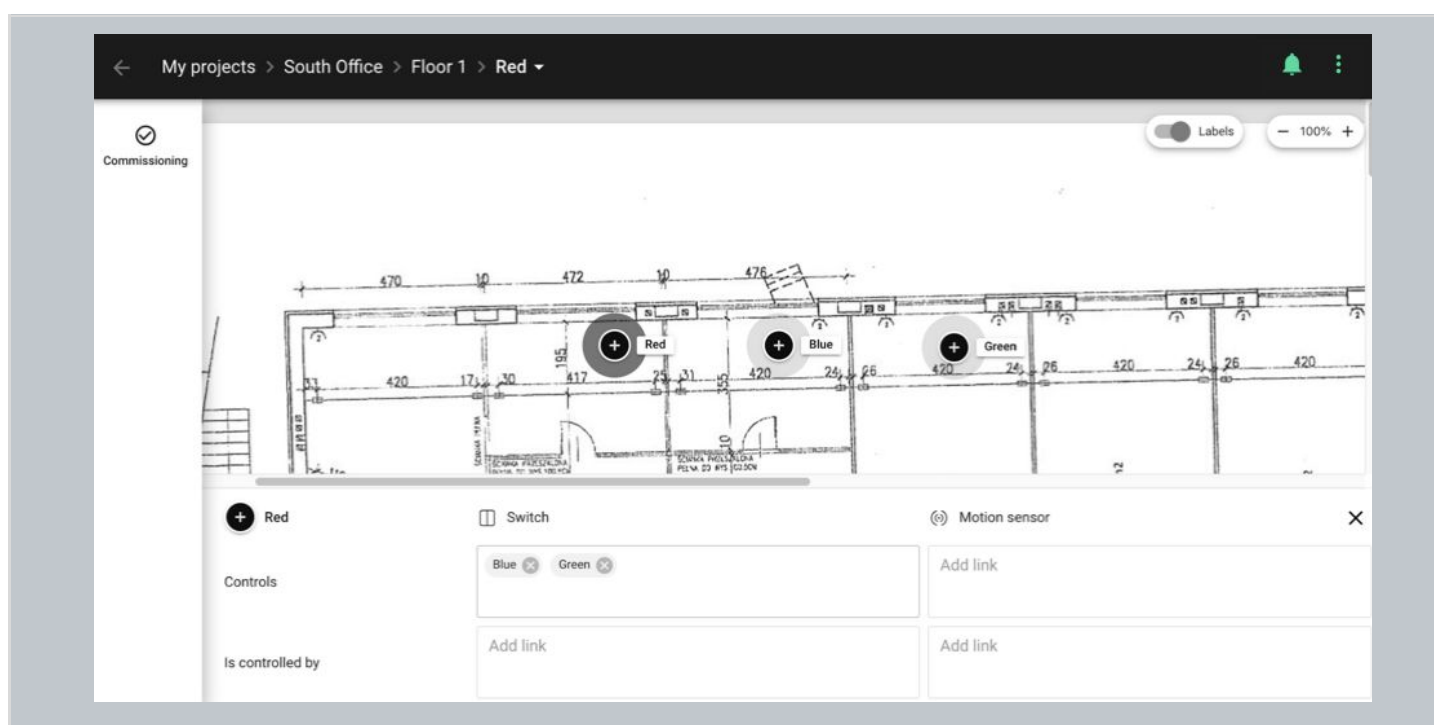 My projects > South Office > Floor 1 > Red
Commissioning
Labels
− 100% +
470 10 472 10 476
Red
Blue
Green
195
33 420 17 30 417 25 31 355 420 24 26 420 24 26 420 24 26 420
10
Red
Switch
Motion sensor
Controls
Blue
Green
Add link
Is controlled by
Add link
Add link